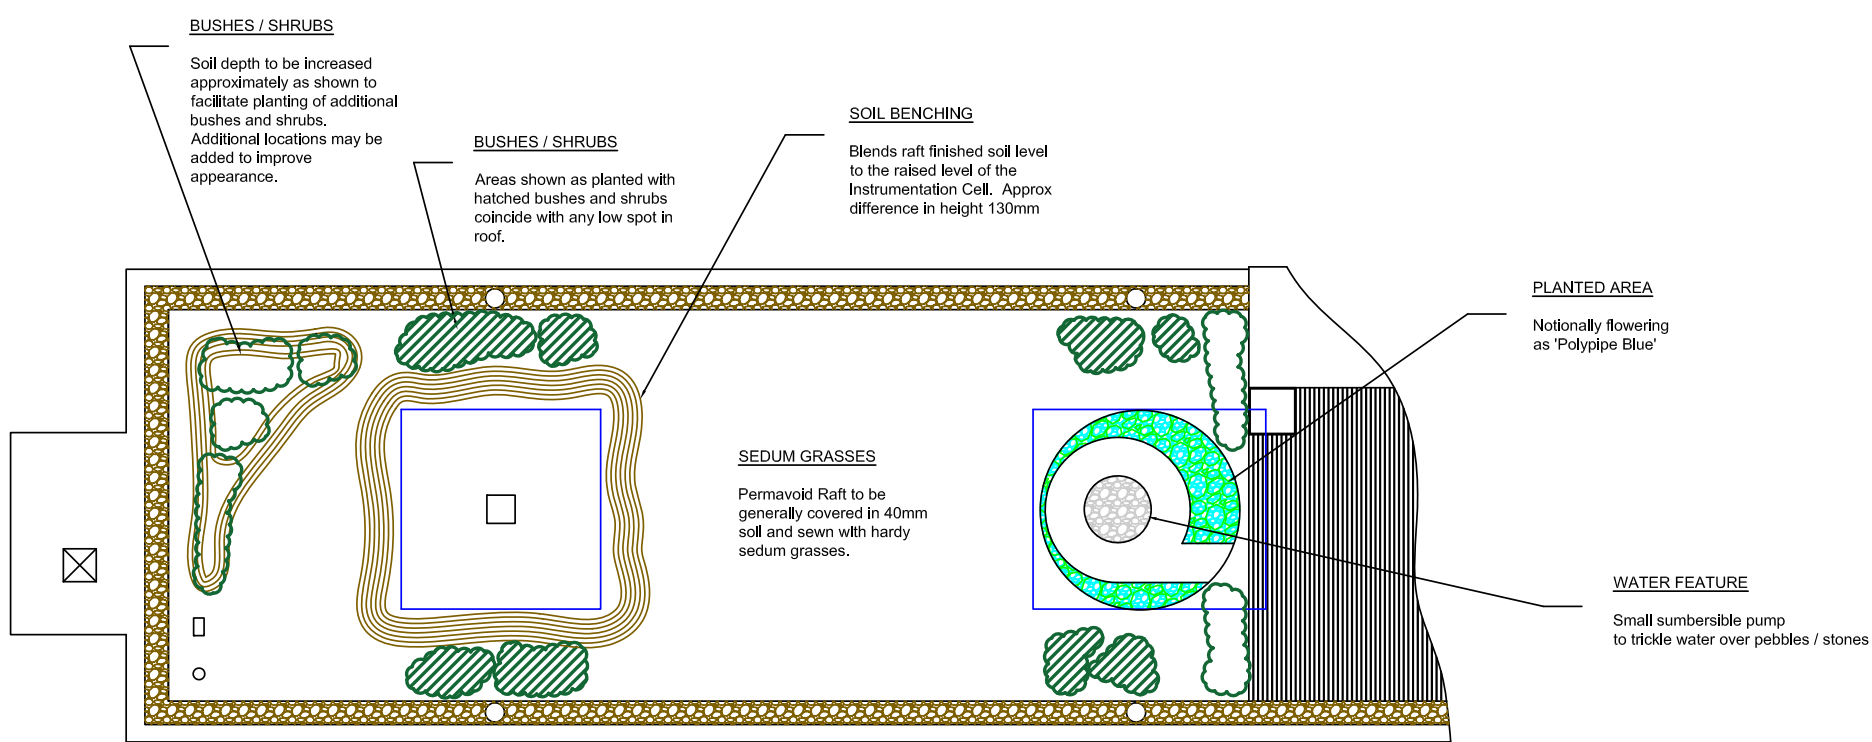 BUSHES / SHRUBS
Soil depth to be increased
approximately as shown to
facilitate planting of additional
bushes and shrubs.
Additional locations may be
added to improve
appearance.
BUSHES / SHRUBS
Areas shown as planted with
hatched bushes and shrubs
coincide with any low spot in
roof.
SOIL BENCHING
Blends raft finished soil level
to the raised level of the
Instrumentation Cell.  Approx
difference in height 130mm
PLANTED AREA
Notionally flowering
as 'Polypipe Blue'
SEDUM GRASSES
Permavoid Raft to be
generally covered in 40mm
soil and sewn with hardy
sedum grasses.
WATER FEATURE
Small sumbersible pump
to trickle water over pebbles / stones